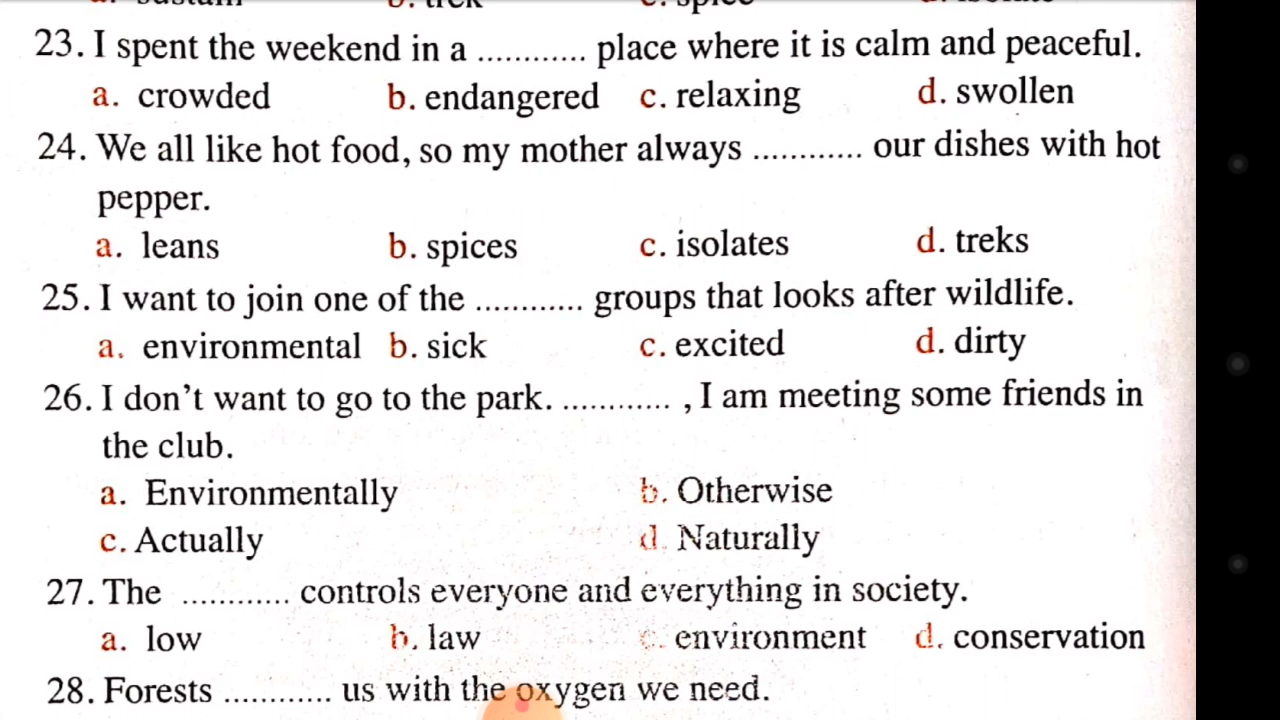 23. I spent the weekend in a ............ place where it is calm and peaceful.
a. crowded b. endangered c. relaxing d. swollen
24. We all like hot food, so my mother always ............ our dishes with hot
pepper.
a. leans b. spices c. isolates d. treks
25. I want to join one of the ............ groups that looks after wildlife.
a. environmental b. sick c. excited d. dirty
26. I don't want to go to the park. ............ , I am meeting some friends in
the club.
a. Environmentally b. Otherwise
c. Actually d. Naturally
27. The ............ controls everyone and everything in society.
a. low b. law c. environment d. conservation
28. Forests ............ us with the oxygen we need.